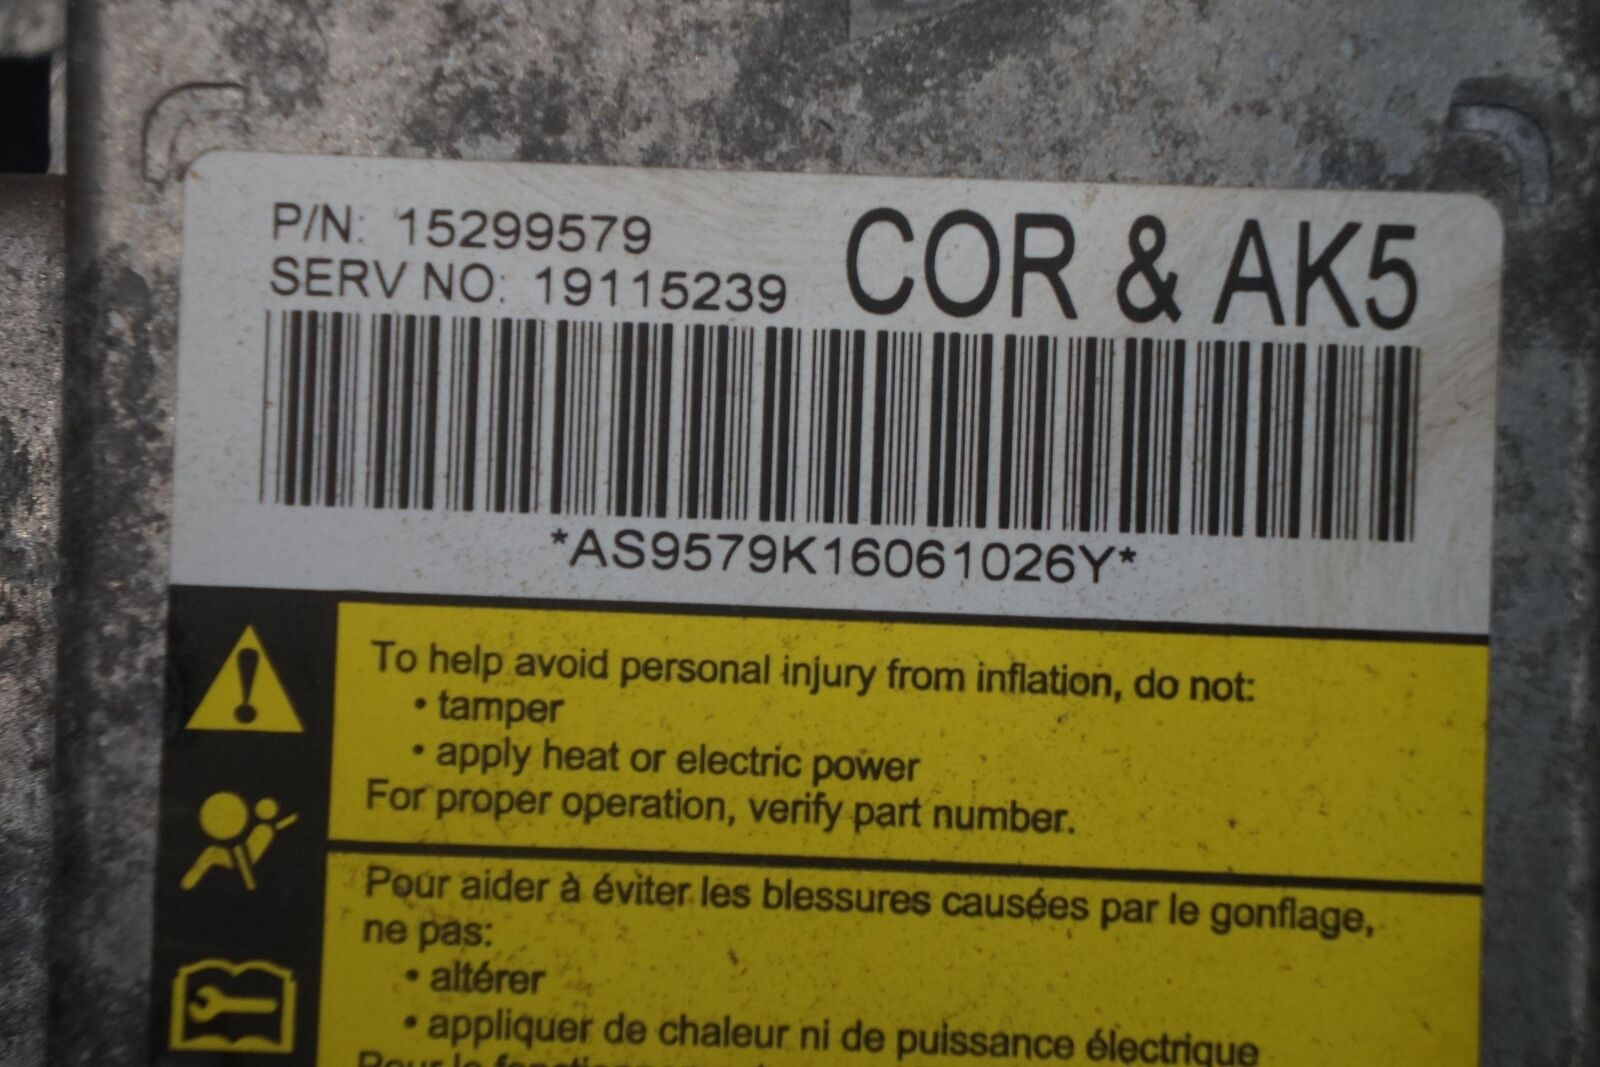 P/N: 15299579
SERV NO: 19115239
COR & AK5
*AS9579K16061026Y*
To help avoid personal injury from inflation, do not:
• tamper
• apply heat or electric power
For proper operation, verify part number.
Pour aider à éviter les blessures causées par le gonflage,
ne pas:
• altérer
• appliquer de chaleur ni de puissance électrique
Pour le